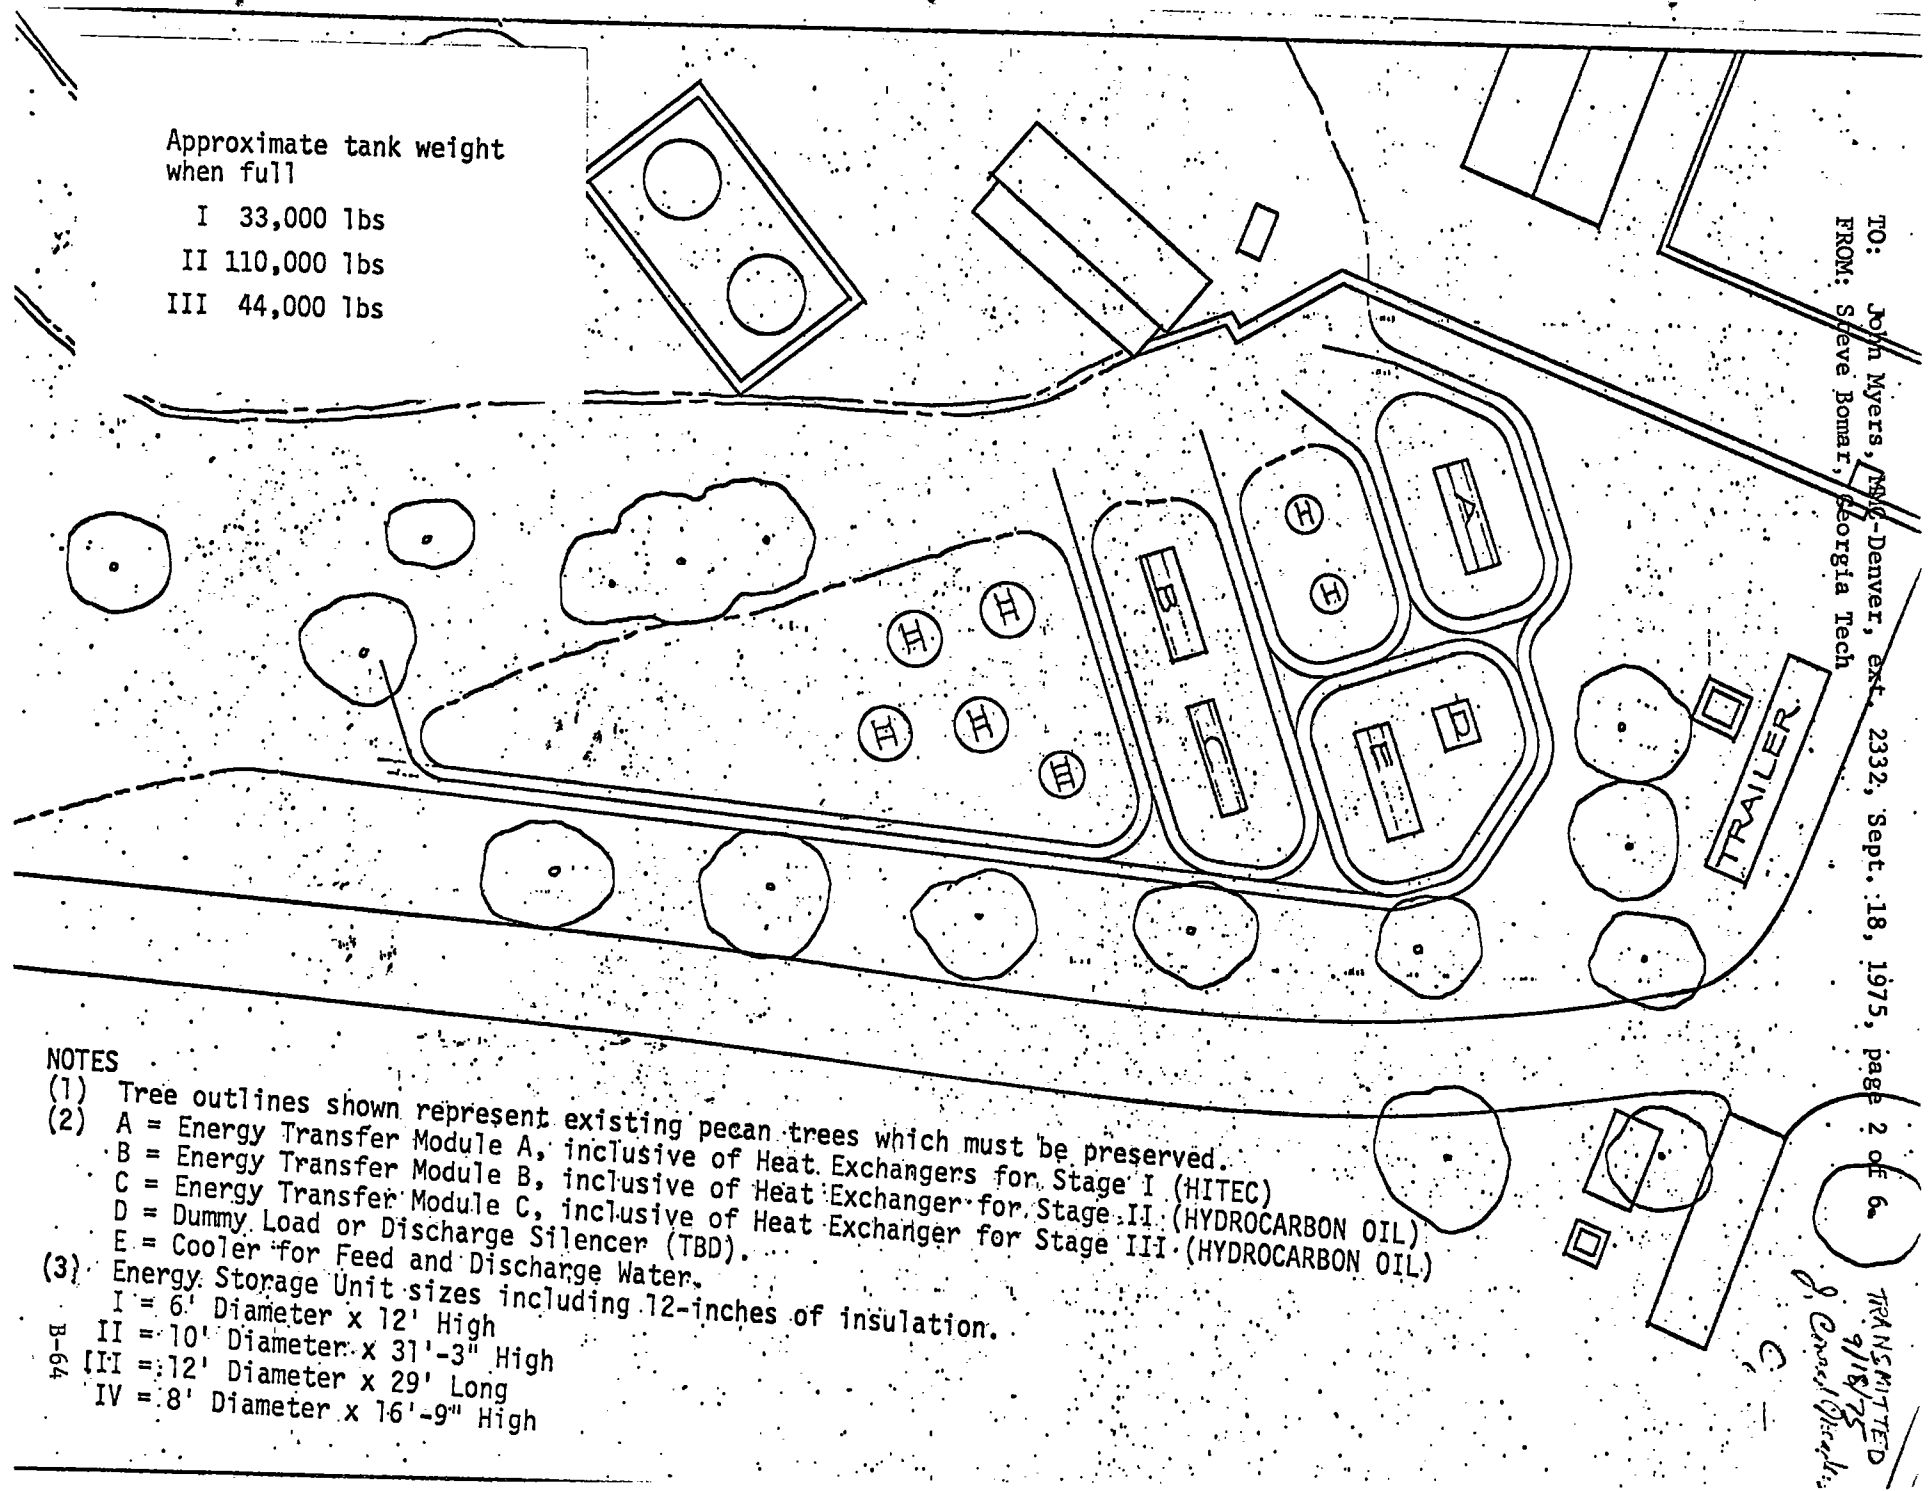 Approximate tank weight
when full
I 33,000 lbs
II 110,000 lbs
III 44,000 lbs
TO: John Myers, MMC-Denver, ext. 2332, Sept. 18, 1975, page 2 of 6.
FROM: Steve Bomar, Georgia Tech
A
I
I
B
II
II
C
D
E
II
II
III
TRAILER
NOTES
(1) Tree outlines shown represent existing pecan trees which must be preserved.
(2) A = Energy Transfer Module A, inclusive of Heat Exchangers for Stage I (HITEC)
B = Energy Transfer Module B, inclusive of Heat Exchanger for Stage II (HYDROCARBON OIL)
C = Energy Transfer Module C, inclusive of Heat Exchanger for Stage III (HYDROCARBON OIL)
D = Dummy Load or Discharge Silencer (TBD).
E = Cooler for Feed and Discharge Water.
(3) Energy Storage Unit sizes including 12-inches of insulation.
I = 6' Diameter x 12' High
II = 10' Diameter x 31'-3" High
III = 12' Diameter x 29' Long
IV = 8' Diameter x 16'-9" High
B-64
TRANSMITTED
9/18/75